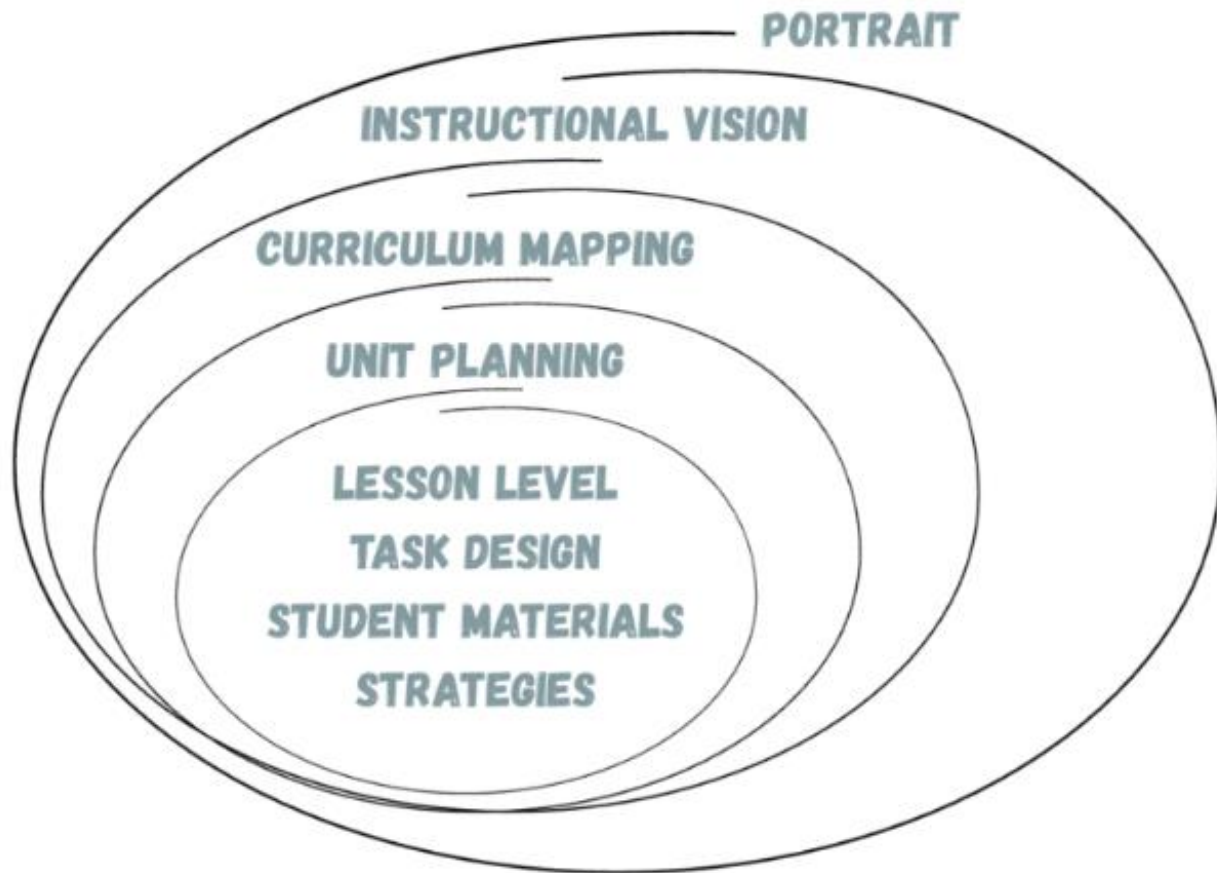 PORTRAIT
INSTRUCTIONAL VISION
CURRICULUM MAPPING
UNIT PLANNING
LESSON LEVEL
TASK DESIGN
STUDENT MATERIALS
STRATEGIES